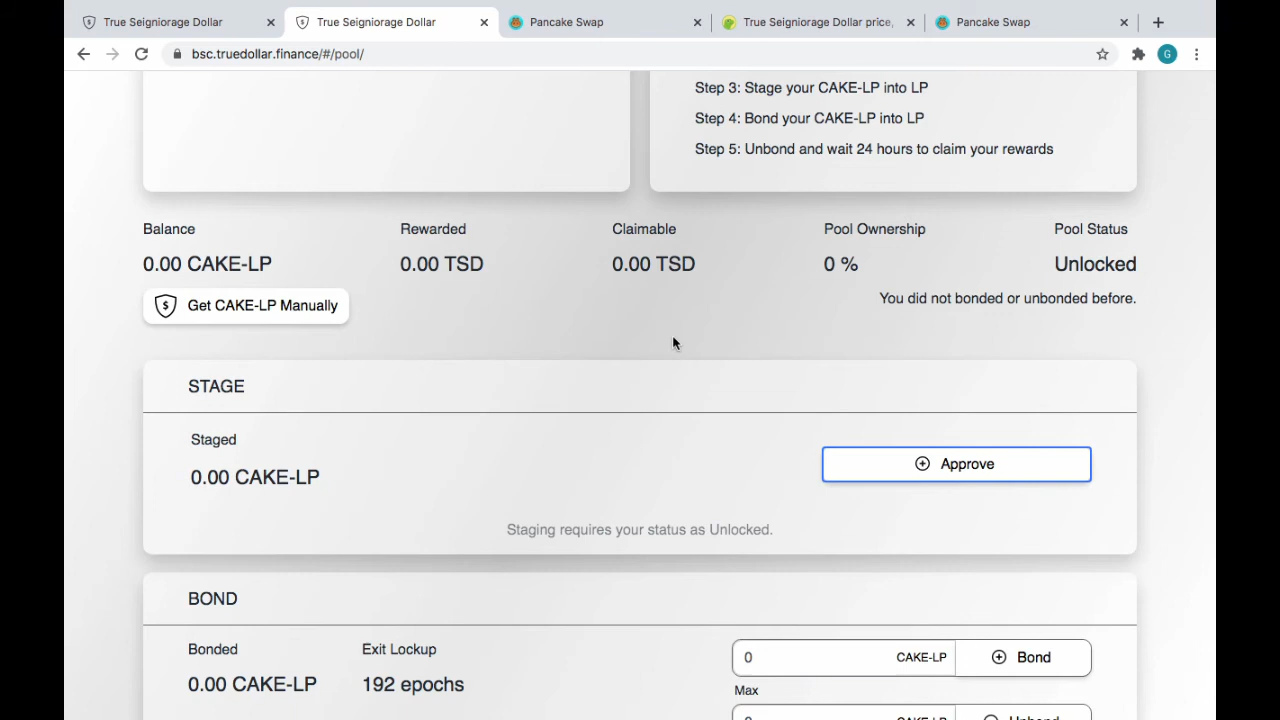 True Seigniorage Dollar
True Seigniorage Dollar
Pancake Swap
True Seigniorage Dollar price,
Pancake Swap
bsc.truedollar.finance/#/pool/
G
Step 3: Stage your CAKE-LP into LP
Step 4: Bond your CAKE-LP into LP
Step 5: Unbond and wait 24 hours to claim your rewards
Balance
Rewarded
Claimable
Pool Ownership
Pool Status
0.00 CAKE-LP
0.00 TSD
0.00 TSD
0 %
Unlocked
$ Get CAKE-LP Manually
You did not bonded or unbonded before.
STAGE
Staged
0.00 CAKE-LP
Approve
Staging requires your status as Unlocked.
BOND
Bonded
Exit Lockup
0.00 CAKE-LP
192 epochs
0 CAKE-LP
Bond
Max
0 CAKE-LP
Unbond